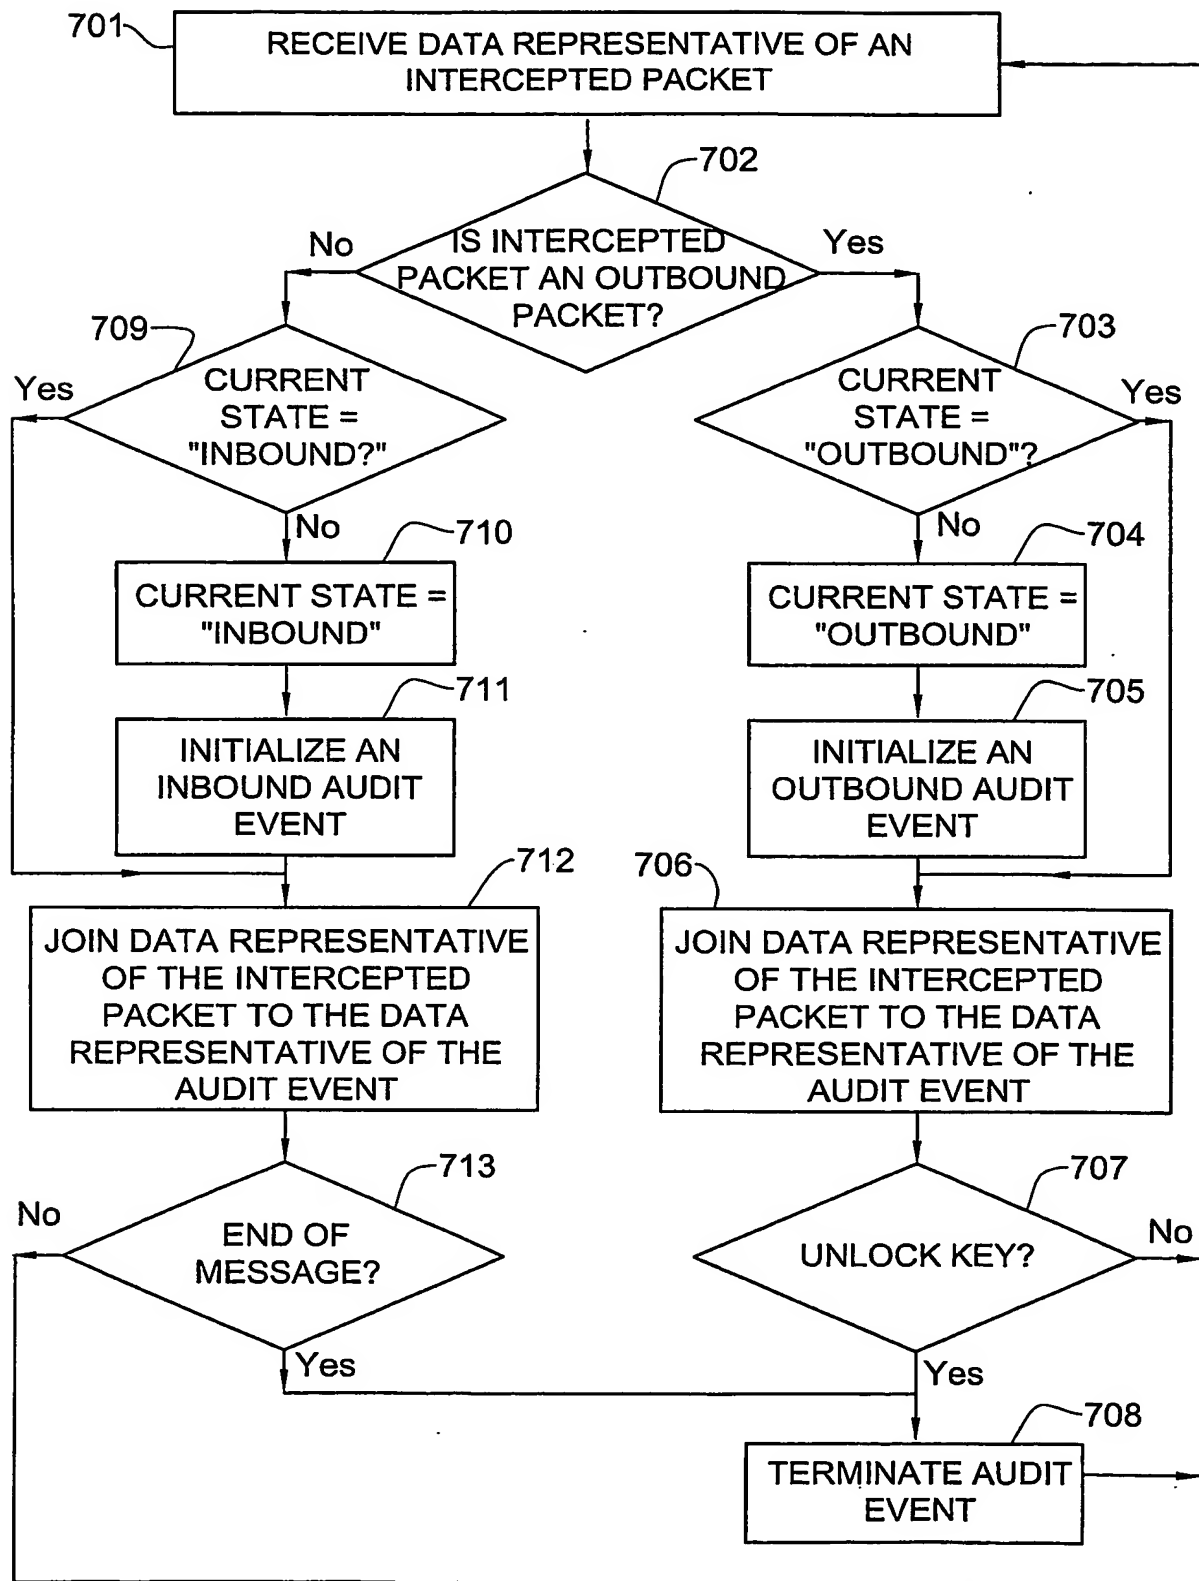 701
RECEIVE DATA REPRESENTATIVE OF AN
INTERCEPTED PACKET
702
No
IS INTERCEPTED
PACKET AN OUTBOUND
PACKET?
Yes
709
Yes
CURRENT
STATE =
"INBOUND?"
No
703
CURRENT
STATE =
"OUTBOUND"?
Yes
No
710
CURRENT STATE =
"INBOUND"
704
CURRENT STATE =
"OUTBOUND"
711
INITIALIZE AN
INBOUND AUDIT
EVENT
705
INITIALIZE AN
OUTBOUND AUDIT
EVENT
712
JOIN DATA REPRESENTATIVE
OF THE INTERCEPTED
PACKET TO THE DATA
REPRESENTATIVE OF THE
AUDIT EVENT
706
JOIN DATA REPRESENTATIVE
OF THE INTERCEPTED
PACKET TO THE DATA
REPRESENTATIVE OF THE
AUDIT EVENT
713
No
END OF
MESSAGE?
Yes
707
UNLOCK KEY?
No
Yes
708
TERMINATE AUDIT
EVENT